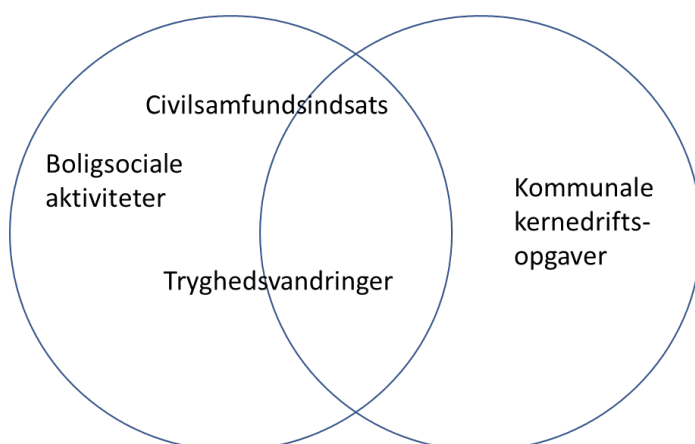 Civilsamfundsindsats
Boligsociale
aktiviteter
Kommunale
kernedrifts-
opgaver
Tryghedsvandringer